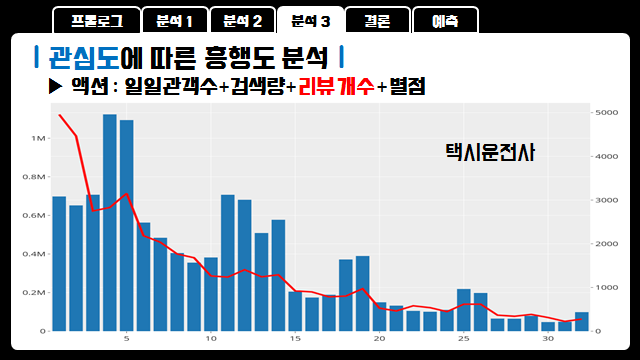 프롤로그 분석 1 분석 2 분석 3 결론 예측
| 관심도에 따른 흥행도 분석 |
▶ 액션 : 일일관객수+검색량+리뷰개수+별점
택시운전사
5000
1M
4000
0.8M
3000
0.6M
2000
0.4M
1000
0.2M
0 0
5 10 15 20 25 30